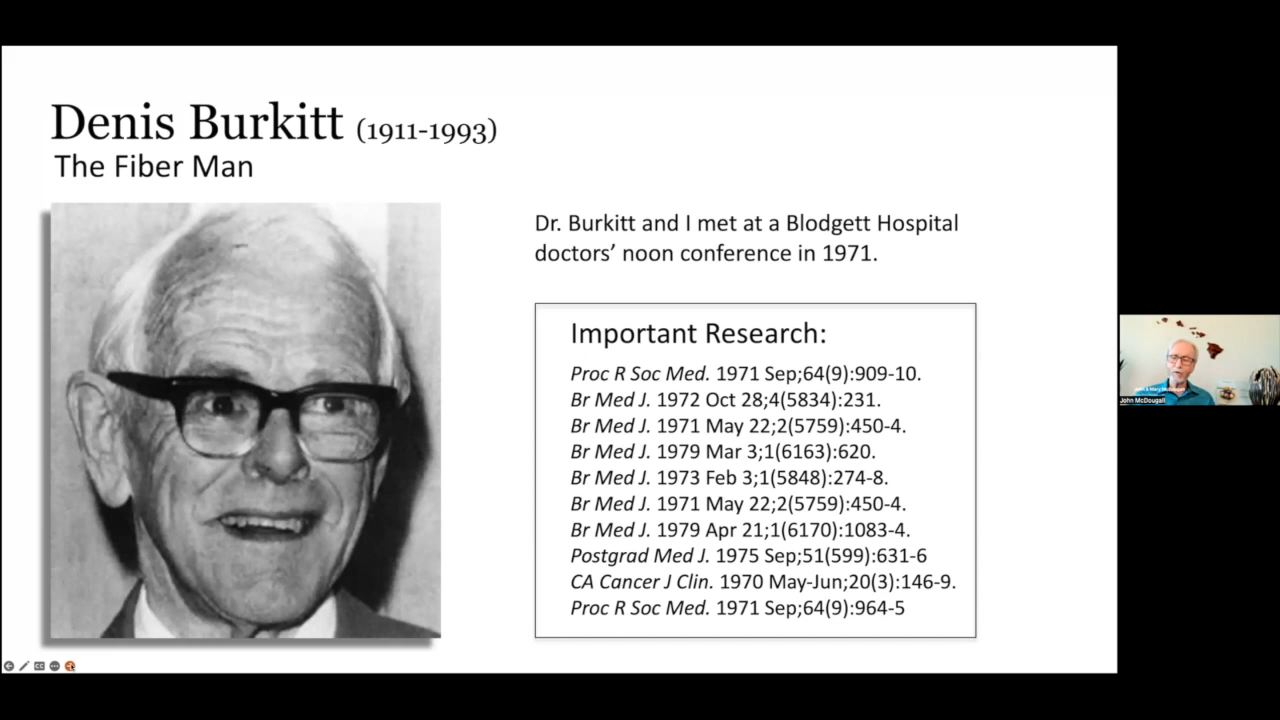 Denis Burkitt (1911-1993)
The Fiber Man
Dr. Burkitt and I met at a Blodgett Hospital
doctors’ noon conference in 1971.
Important Research:
Proc R Soc Med. 1971 Sep;64(9):909-10.
Br Med J. 1972 Oct 28;4(5834):231.
Br Med J. 1971 May 22;2(5759):450-4.
Br Med J. 1979 Mar 3;1(6163):620.
Br Med J. 1973 Feb 3;1(5848):274-8.
Br Med J. 1971 May 22;2(5759):450-4.
Br Med J. 1979 Apr 21;1(6170):1083-4.
Postgrad Med J. 1975 Sep;51(599):631-6
CA Cancer J Clin. 1970 May-Jun;20(3):146-9.
Proc R Soc Med. 1971 Sep;64(9):964-5
John McDougall